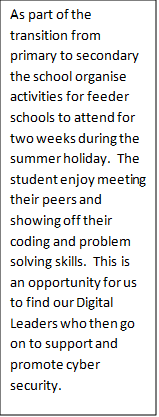 As part of the
transition from
primary to secondary
the school organise
activities for feeder
schools to attend for
two weeks during the
summer holiday.  The
student enjoy meeting
their peers and
showing off their
coding and problem
solving skills.  This is
an opportunity for us
to find our Digital
Leaders who then go
on to support and
promote cyber
security.